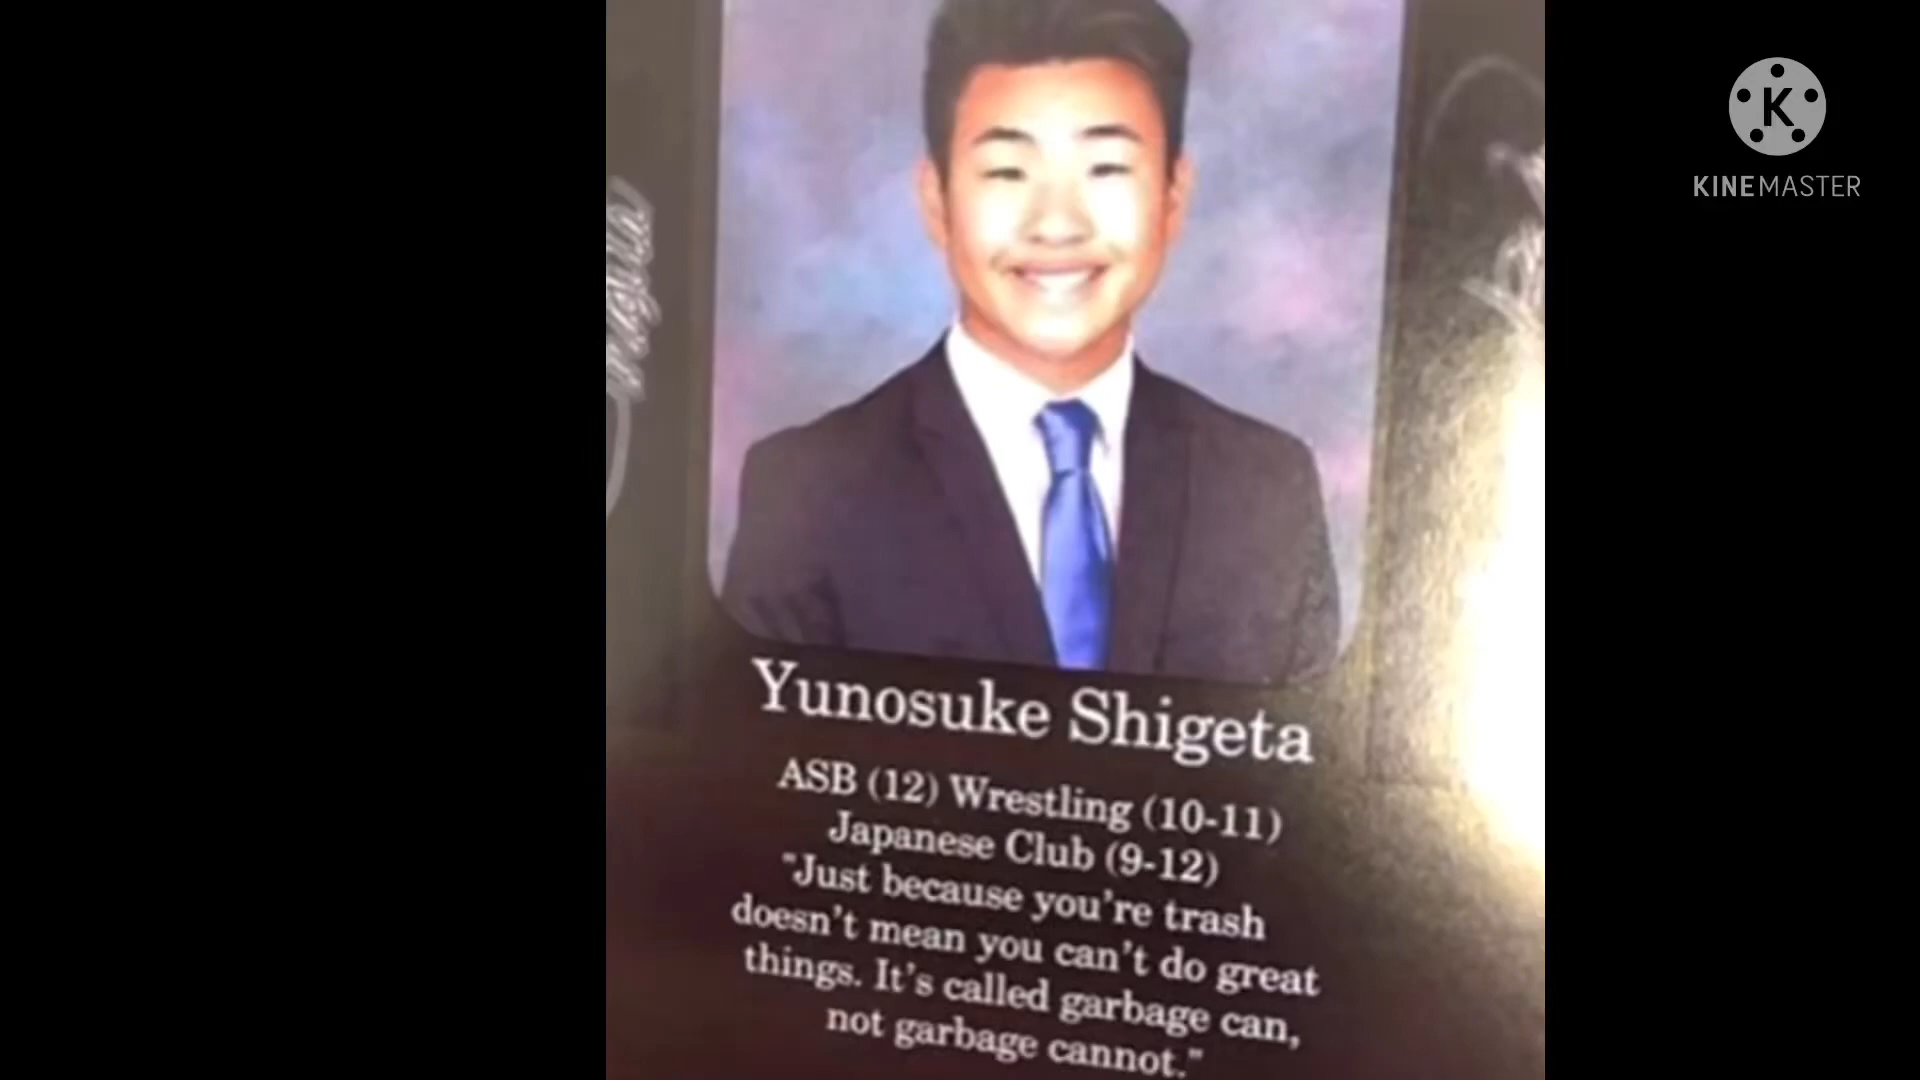 K
KINEMASTER
Yunosuke Shigeta
ASB (12) Wrestling (10-11)
Japanese Club (9-12)
"Just because you're trash
doesn't mean you can't do great
things. It's called garbage can,
not garbage cannot."